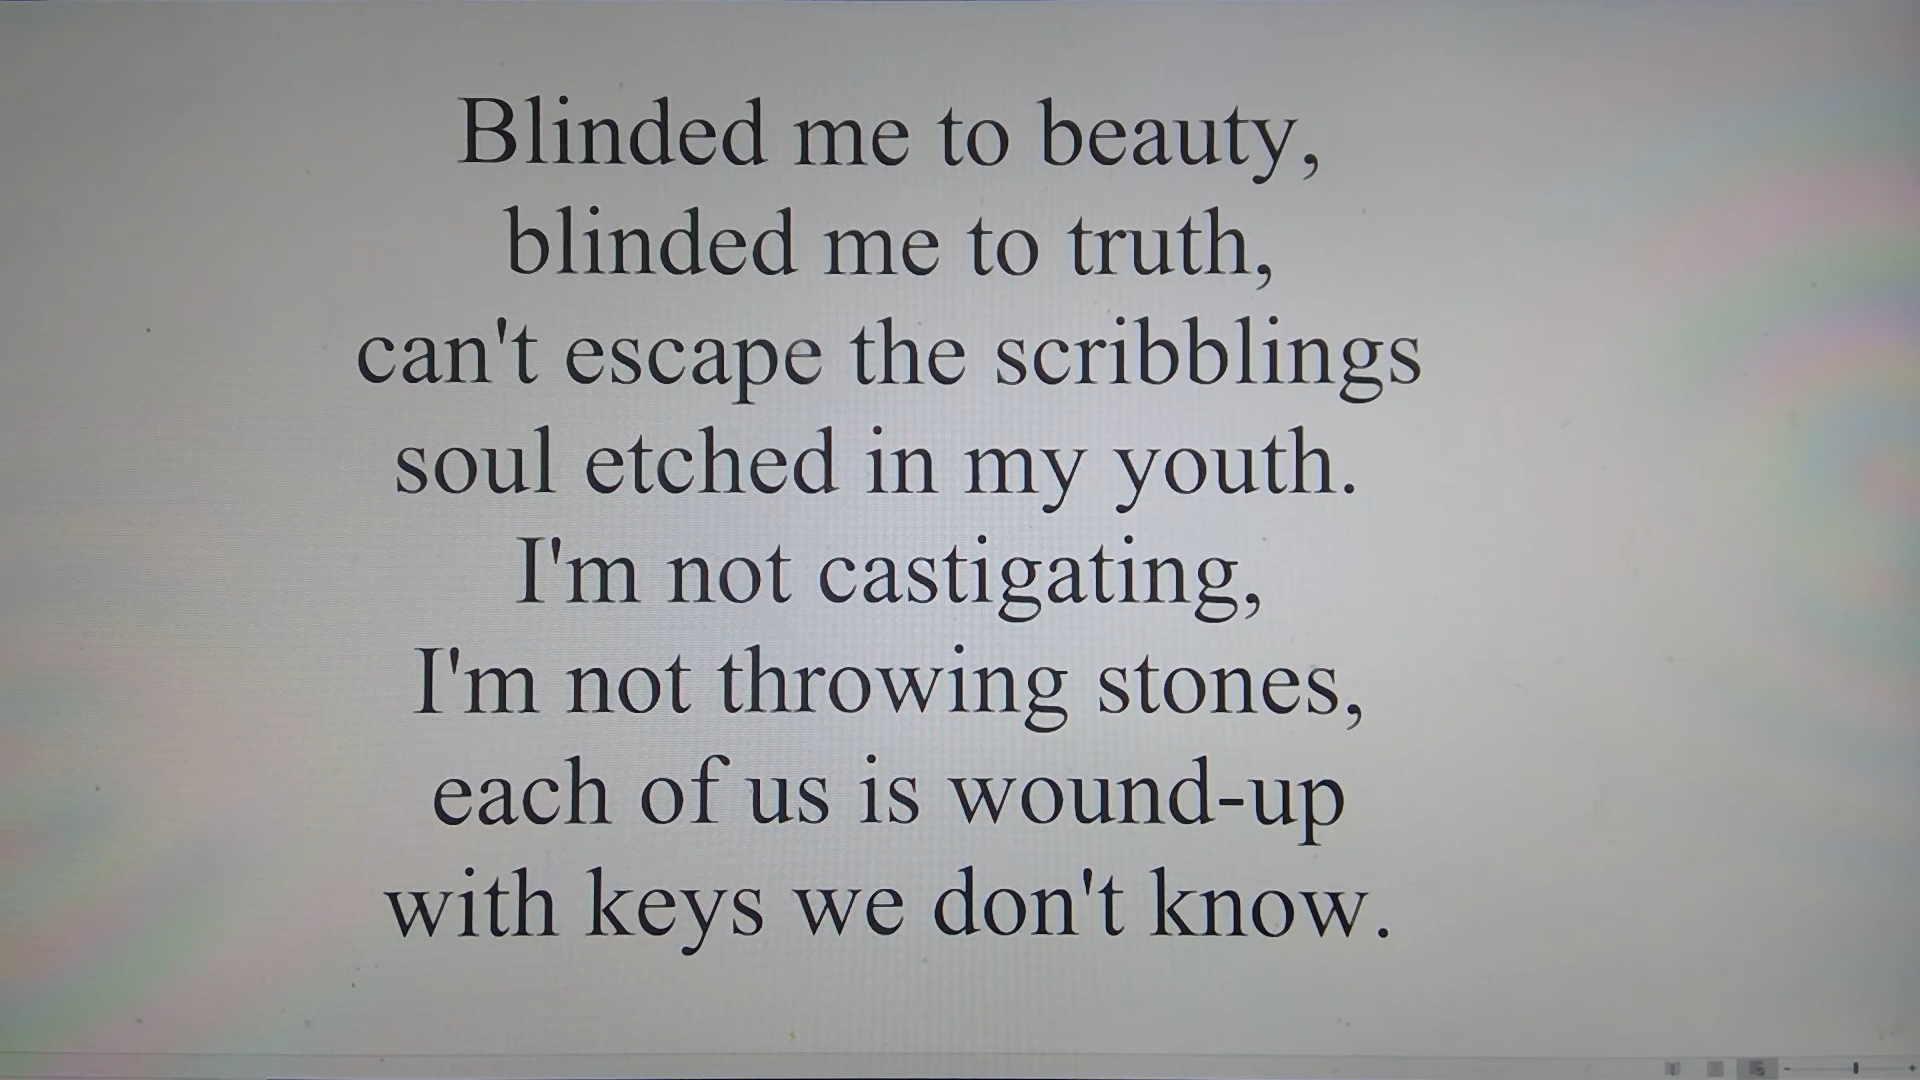 Blinded me to beauty,
blinded me to truth,
can't escape the scribblings
soul etched in my youth.
I'm not castigating,
I'm not throwing stones,
each of us is wound-up
with keys we don't know.